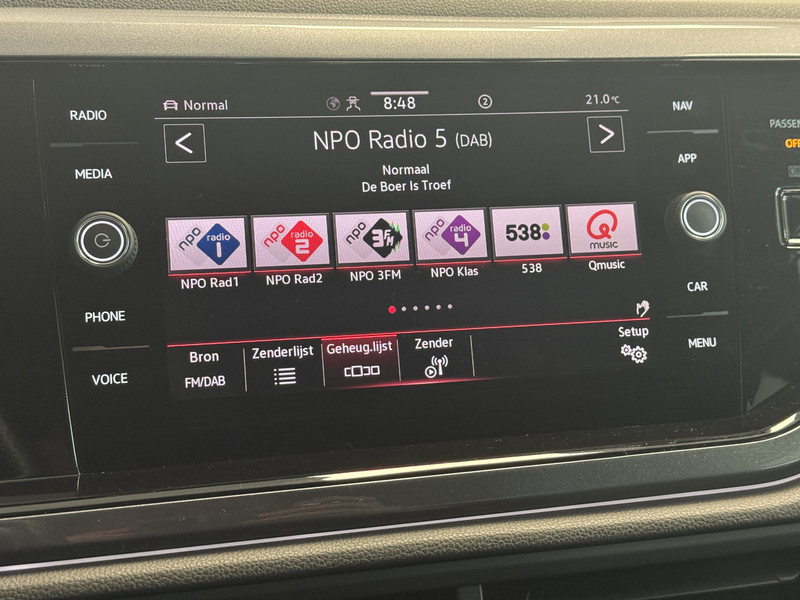 RADIO
MEDIA
PHONE
VOICE
Normal
8:48
2
21.0°C
NPO Radio 5 (DAB)
Normaal
De Boer Is Troef
npo radio 1
npo radio 2
npo 3FM
npo radio 4
538
Q MUSIC
NPO Rad1
NPO Rad2
NPO 3FM
NPO Klas
538
Qmusic
Bron
FM/DAB
Zenderlijst
Geheug.lijst
Zender
Setup
NAV
APP
CAR
MENU